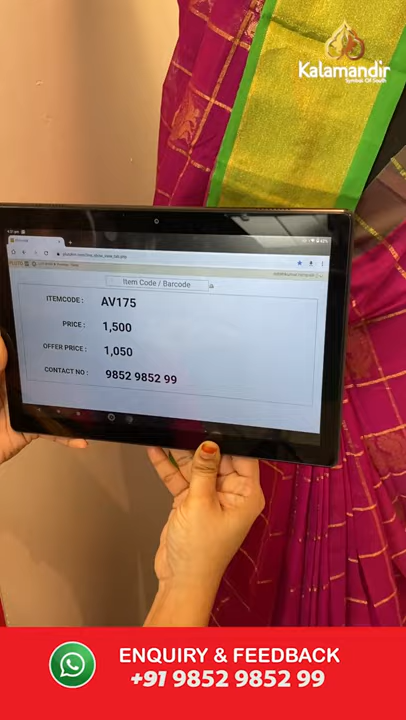 Kalamandir
Symbol Of South
Item Code / Barcode
ITEMCODE : AV175
PRICE : 1,500
OFFER PRICE : 1,050
CONTACT NO : 9852 9852 99
ENQUIRY & FEEDBACK
+91 9852 9852 99